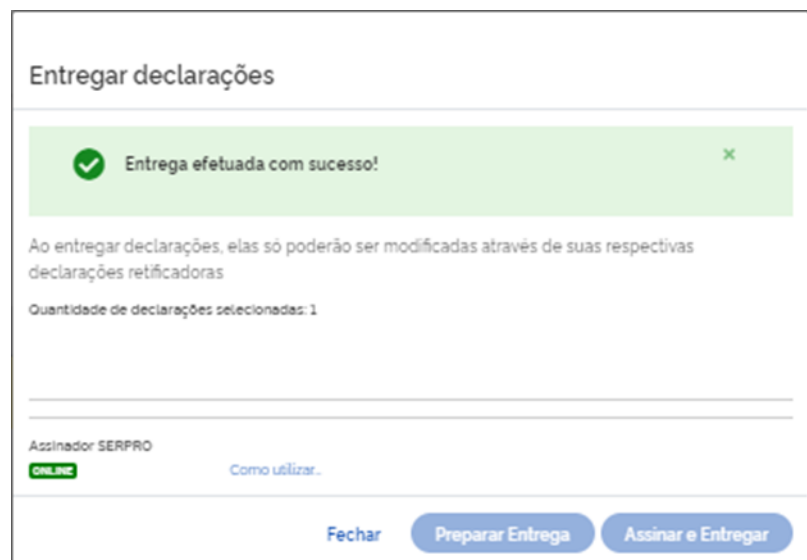 Entregar declarações
Entrega efetuada com sucesso!
×
Ao entregar declarações, elas só poderão ser modificadas através de suas respectivas
declarações retificadoras
Quantidade de declarações selecionadas: 1
Assinador SERPRO
ONLINE
Como utilizar..
Fechar
Preparar Entrega
Assinar e Entregar